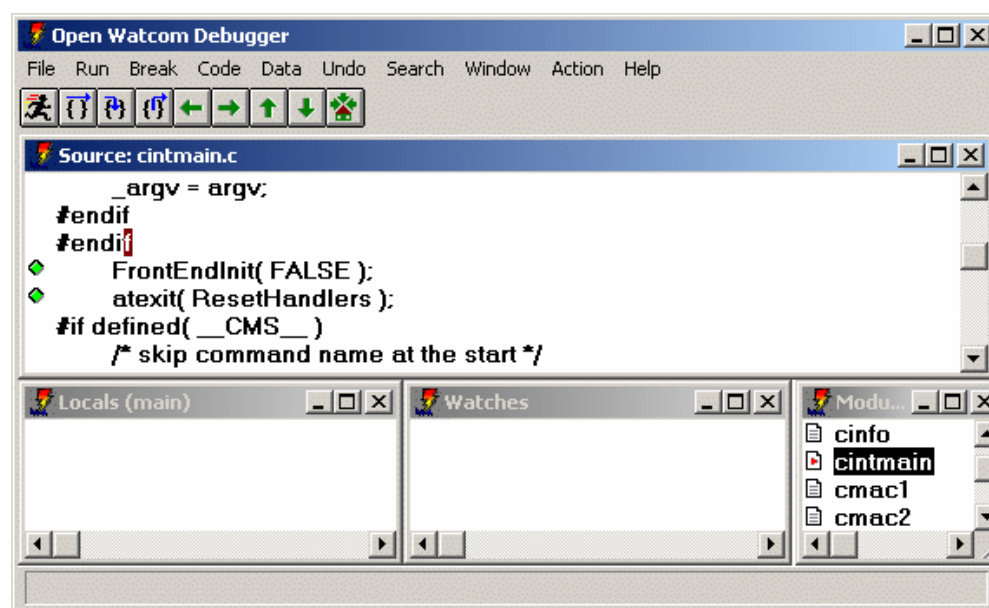 Open Watcom Debugger
File Run Break Code Data Undo Search Window Action Help
Source: cintmain.c
_argv = argv;
#endif
#endif
FrontEndInit( FALSE );
atexit( ResetHandlers );
#if defined( __CMS__ )
/* skip command name at the start */
Locals (main)
Watches
Modu...
cinfo
cintmain
cmac1
cmac2